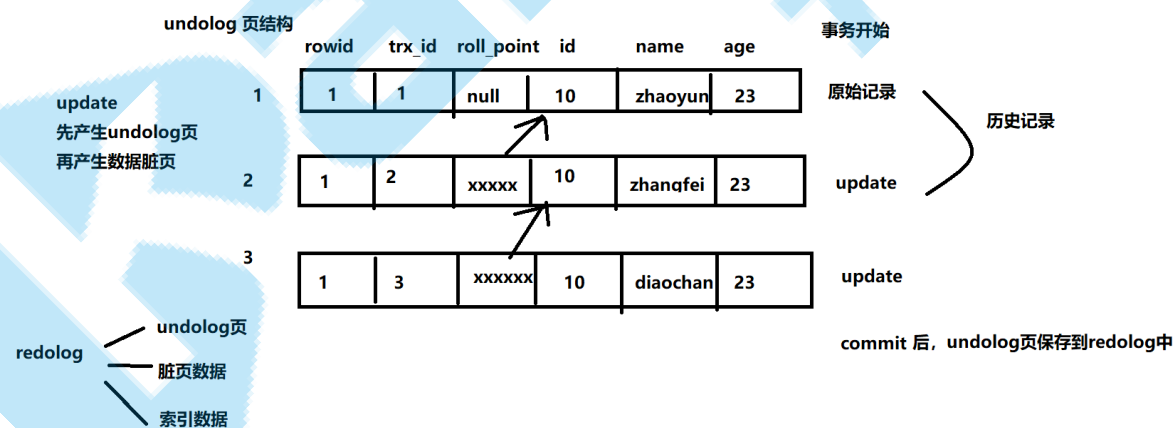 undolog 页结构
事务开始
rowid trx_id roll_point id name age
1 1 1 null 10 zhaoyun 23 原始记录
update
先产生undolog页
再产生数据脏页
历史记录
2 1 2 xxxxx 10 zhangfei 23 update
3 1 3 xxxxxx 10 diaochan 23 update
redolog
undolog页
脏页数据
索引数据
commit 后，undolog页保存到redolog中